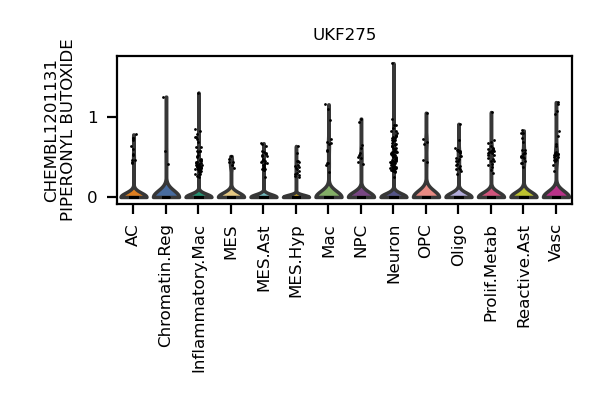 UKF275
CHEMBL1201131
PIPERONYL BUTOXIDE
1
0
AC
Chromatin.Reg
Inflammatory.Mac
MES
MES.Ast
MES.Hyp
Mac
NPC
Neuron
OPC
Oligo
Prolif.Metab
Reactive.Ast
Vasc